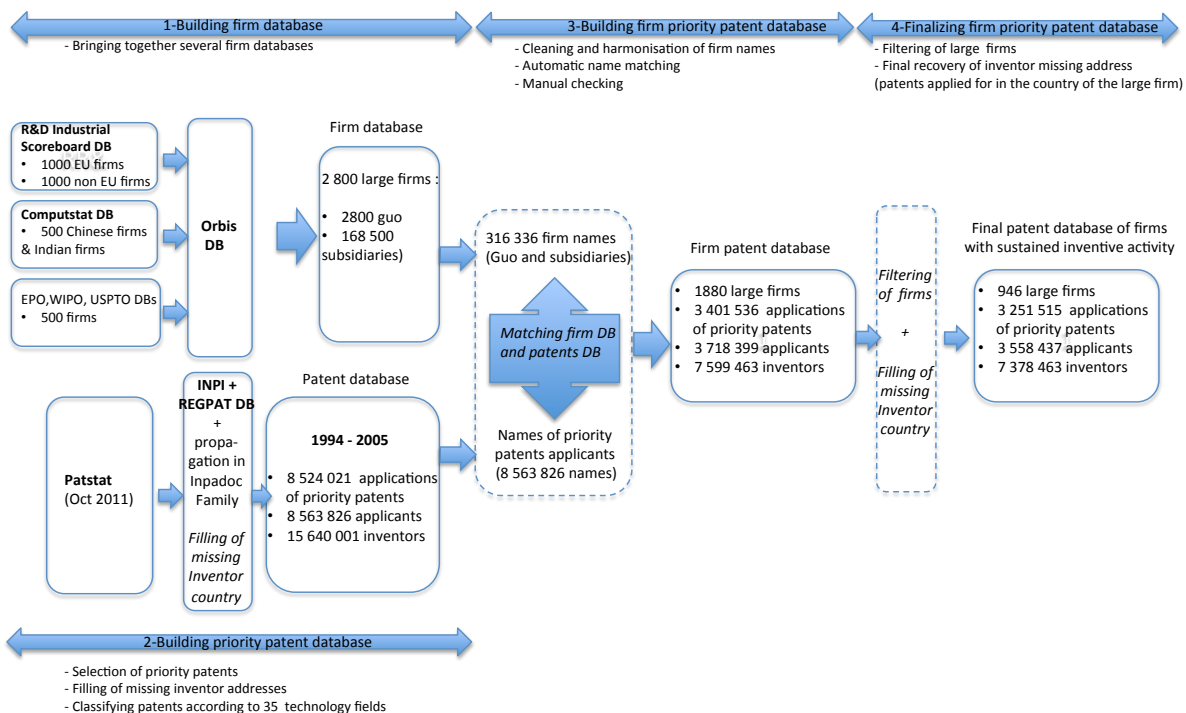 1-Building firm database
- Bringing together several firm databases
3-Building firm priority patent database
- Cleaning and harmonisation of firm names
- Automatic name matching
- Manual checking
4-Finalizing firm priority patent database
- Filtering of large firms
- Final recovery of inventor missing address
(patents applied for in the country of the large firm)
R&D Industrial
Scoreboard DB
• 1000 EU firms
• 1000 non EU firms
Computstat DB
• 500 Chinese firms
& Indian firms
EPO,WIPO, USPTO DBs
• 500 firms
Orbis
DB
Firm database
2 800 large firms :
• 2800 guo
• 168 500
subsidiaries)
Patstat
(Oct 2011)
INPI +
REGPAT DB
+
propa-
gation in
Inpadoc
Family
Filling of
missing
Inventor
country
Patent database
1994 - 2005
• 8 524 021 applications
of priority patents
• 8 563 826 applicants
• 15 640 001 inventors
316 336 firm names
(Guo and subsidiaries)
Matching firm DB
and patents DB
Names of priority
patents applicants
(8 563 826 names)
Firm patent database
• 1880 large firms
• 3 401 536 applications
of priority patents
• 3 718 399 applicants
• 7 599 463 inventors
Filtering
of firms
+
Filling of
missing
Inventor
country
Final patent database of firms
with sustained inventive activity
• 946 large firms
• 3 251 515 applications
of priority patents
• 3 558 437 applicants
• 7 378 463 inventors
2-Building priority patent database
- Selection of priority patents
- Filling of missing inventor addresses
- Classifying patents according to 35 technology fields